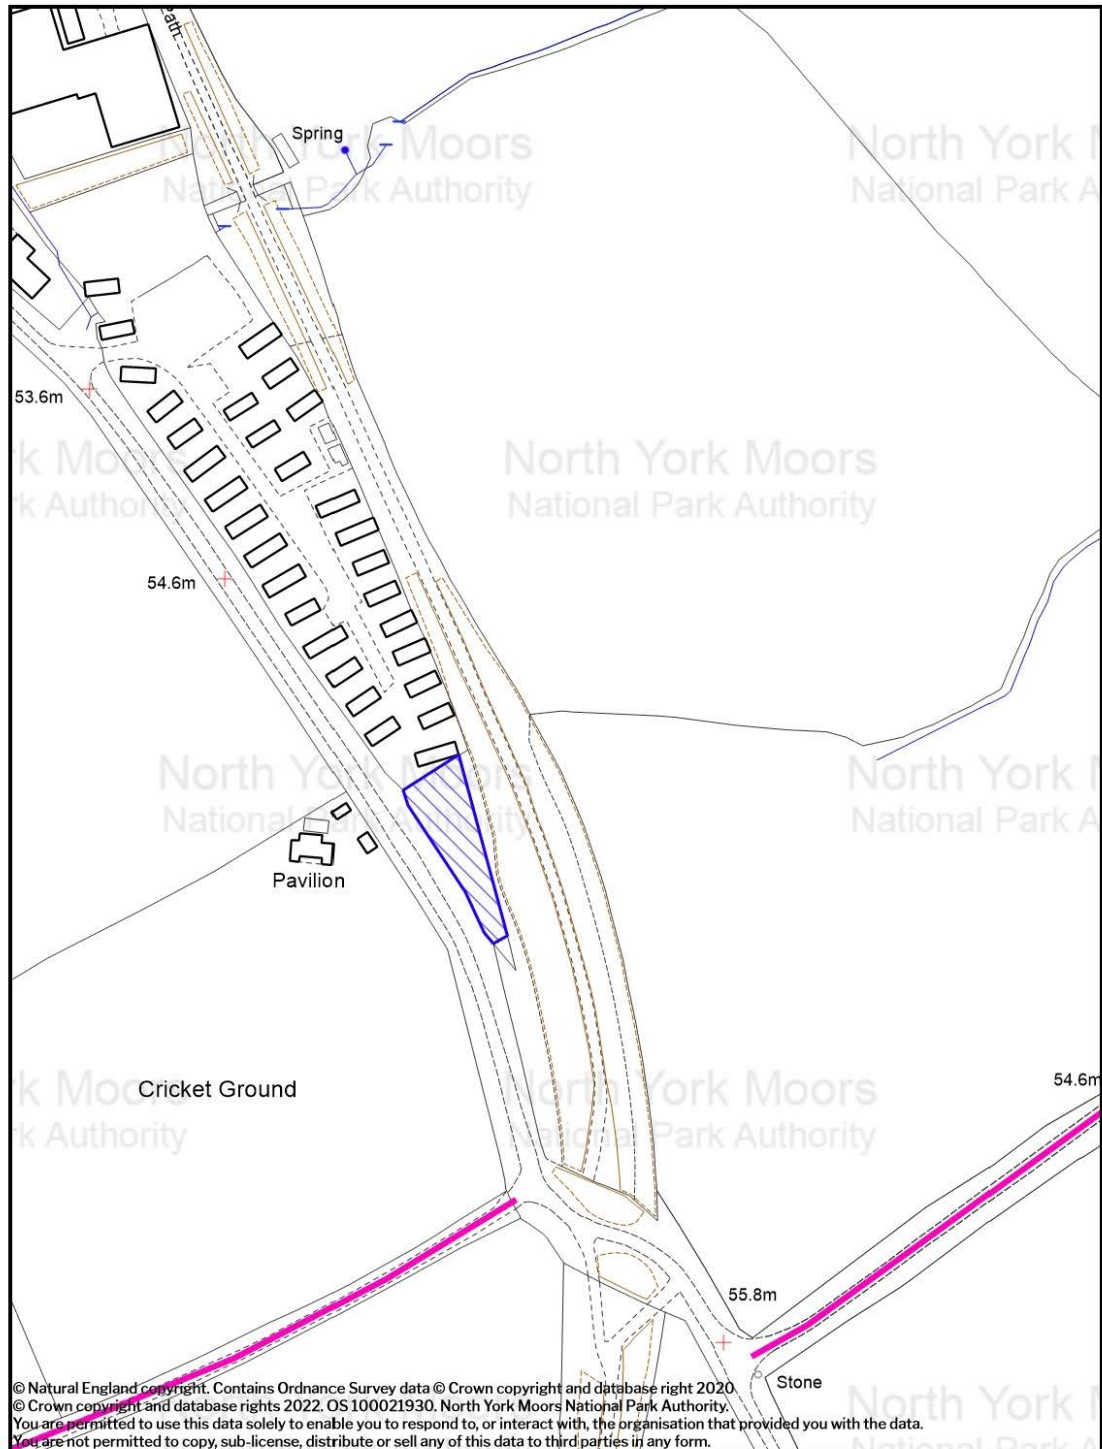 Path
North York Moors
National Park Authority
North York M
National Park A
Spring
53.6m
rk Moors
rk Authority
North York Moors
National Park Authority
54.6m
North York Moors
National Park Authority
North York M
National Park A
Pavilion
Cricket Ground
rk Moors
rk Authority
North York Moors
National Park Authority
54.6m
55.8m
Stone
North York M
National Park A
© Natural England copyright. Contains Ordnance Survey data © Crown copyright and database right 2020
© Crown copyright and database rights 2022. OS 100021930. North York Moors National Park Authority.
You are permitted to use this data solely to enable you to respond to, or interact with, the organisation that provided you with the data.
You are not permitted to copy, sub-license, distribute or sell any of this data to third parties in any form.